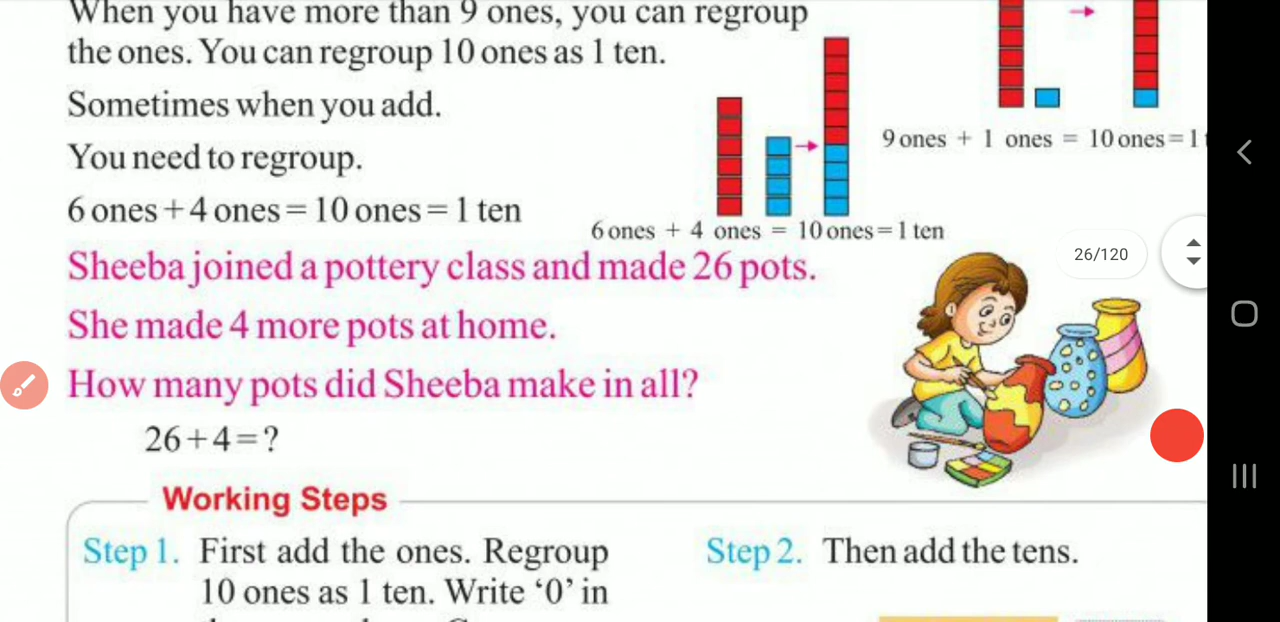 When you have more than 9 ones, you can regroup
the ones. You can regroup 10 ones as 1 ten.
Sometimes when you add.
You need to regroup.
6 ones + 4 ones = 10 ones = 1 ten
9 ones + 1 ones = 10 ones = 1
6 ones + 4 ones = 10 ones = 1 ten
Sheeba joined a pottery class and made 26 pots.
She made 4 more pots at home.
How many pots did Sheeba make in all?
26 + 4 = ?
26/120
Working Steps
Step 1. First add the ones. Regroup
10 ones as 1 ten. Write ‘0’ in
Step 2. Then add the tens.